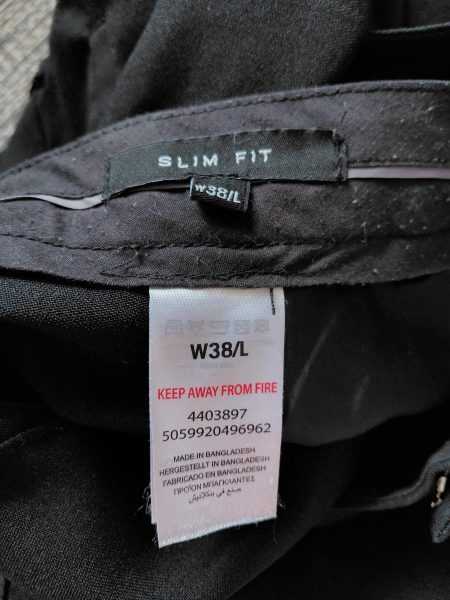 SLIM FIT
W38/L
W38/L
KEEP AWAY FROM FIRE
4403897
5059920496962
MADE IN BANGLADESH
HERGESTELLT IN BANGLADESH
FABRICADO EN BANGLADESH
ΠΡΟΪΟΝ ΜΠΑΓΚΛΑΝΤΕΣ
صنع في بنغلاديش